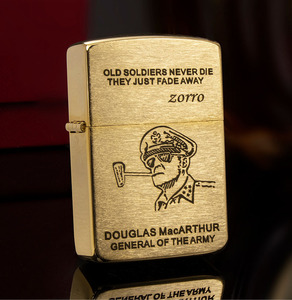 OLD SOLDIERS NEVER DIE
THEY JUST FADE AWAY
zorro
DOUGLAS MacARTHUR
GENERAL OF THE ARMY